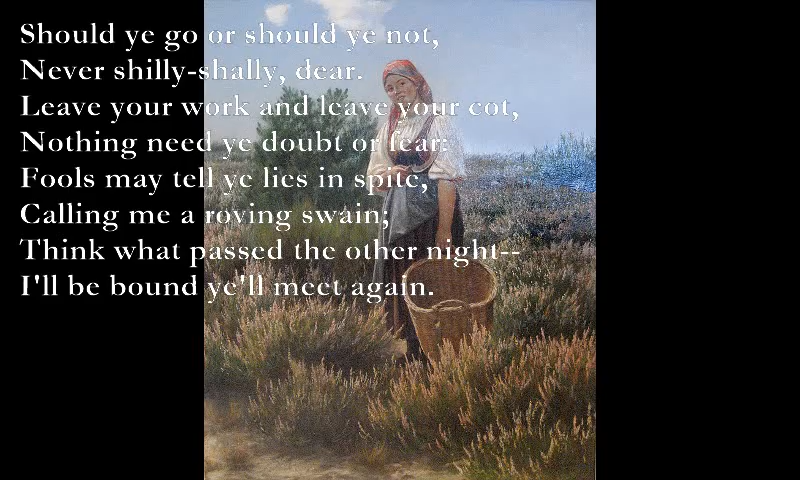 Should ye go or should ye not,
Never shilly-shally, dear.
Leave your work and leave your cot,
Nothing need ye doubt or fear:
Fools may tell ye lies in spite,
Calling me a roving swain;
Think what passed the other night--
I'll be bound ye'll meet again.